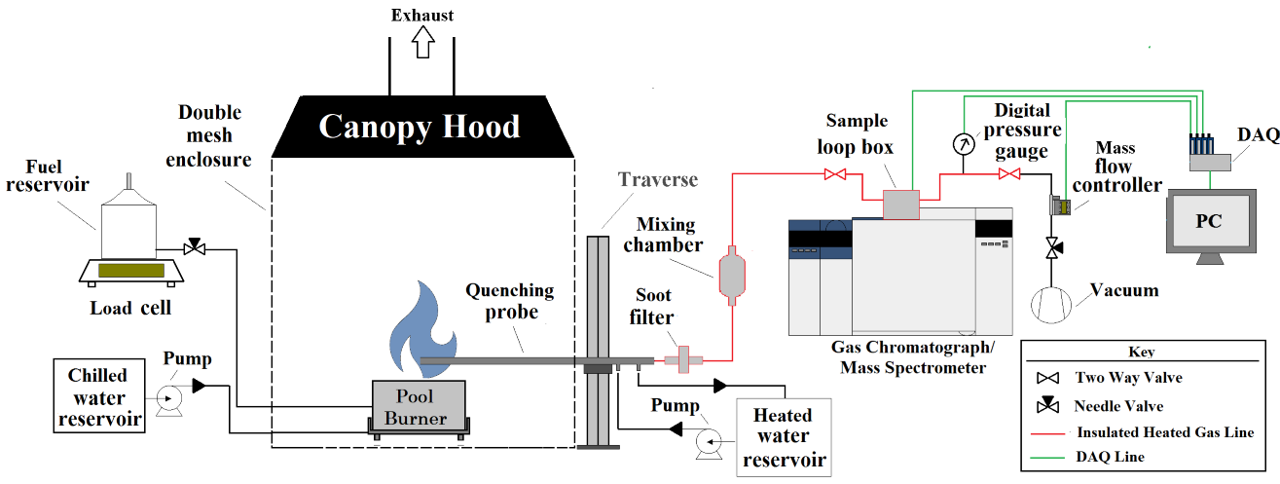 Exhaust
Canopy Hood
Double
mesh
enclosure
Fuel
reservoir
Load cell
Chilled
water
reservoir
Pump
Pool
Burner
Quenching
probe
Traverse
Soot
filter
Mixing
chamber
Pump
Heated
water
reservoir
Sample
loop box
Digital
pressure
gauge
Mass
flow
controller
DAQ
PC
Vacuum
Gas Chromatograph/
Mass Spectrometer
Key
Two Way Valve
Needle Valve
Insulated Heated Gas Line
DAQ Line